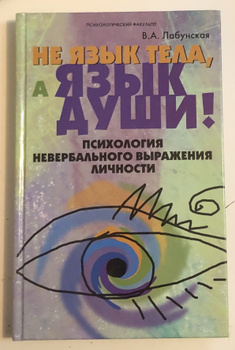 ПСИХОЛОГИЧЕСКИЙ ФАКУЛЬТЕТ
В.А. Лабунская
НЕ ЯЗЫК ТЕЛА,
А ЯЗЫК
ДУШИ!
ПСИХОЛОГИЯ
НЕВЕРБАЛЬНОГО ВЫРАЖЕНИЯ
ЛИЧНОСТИ